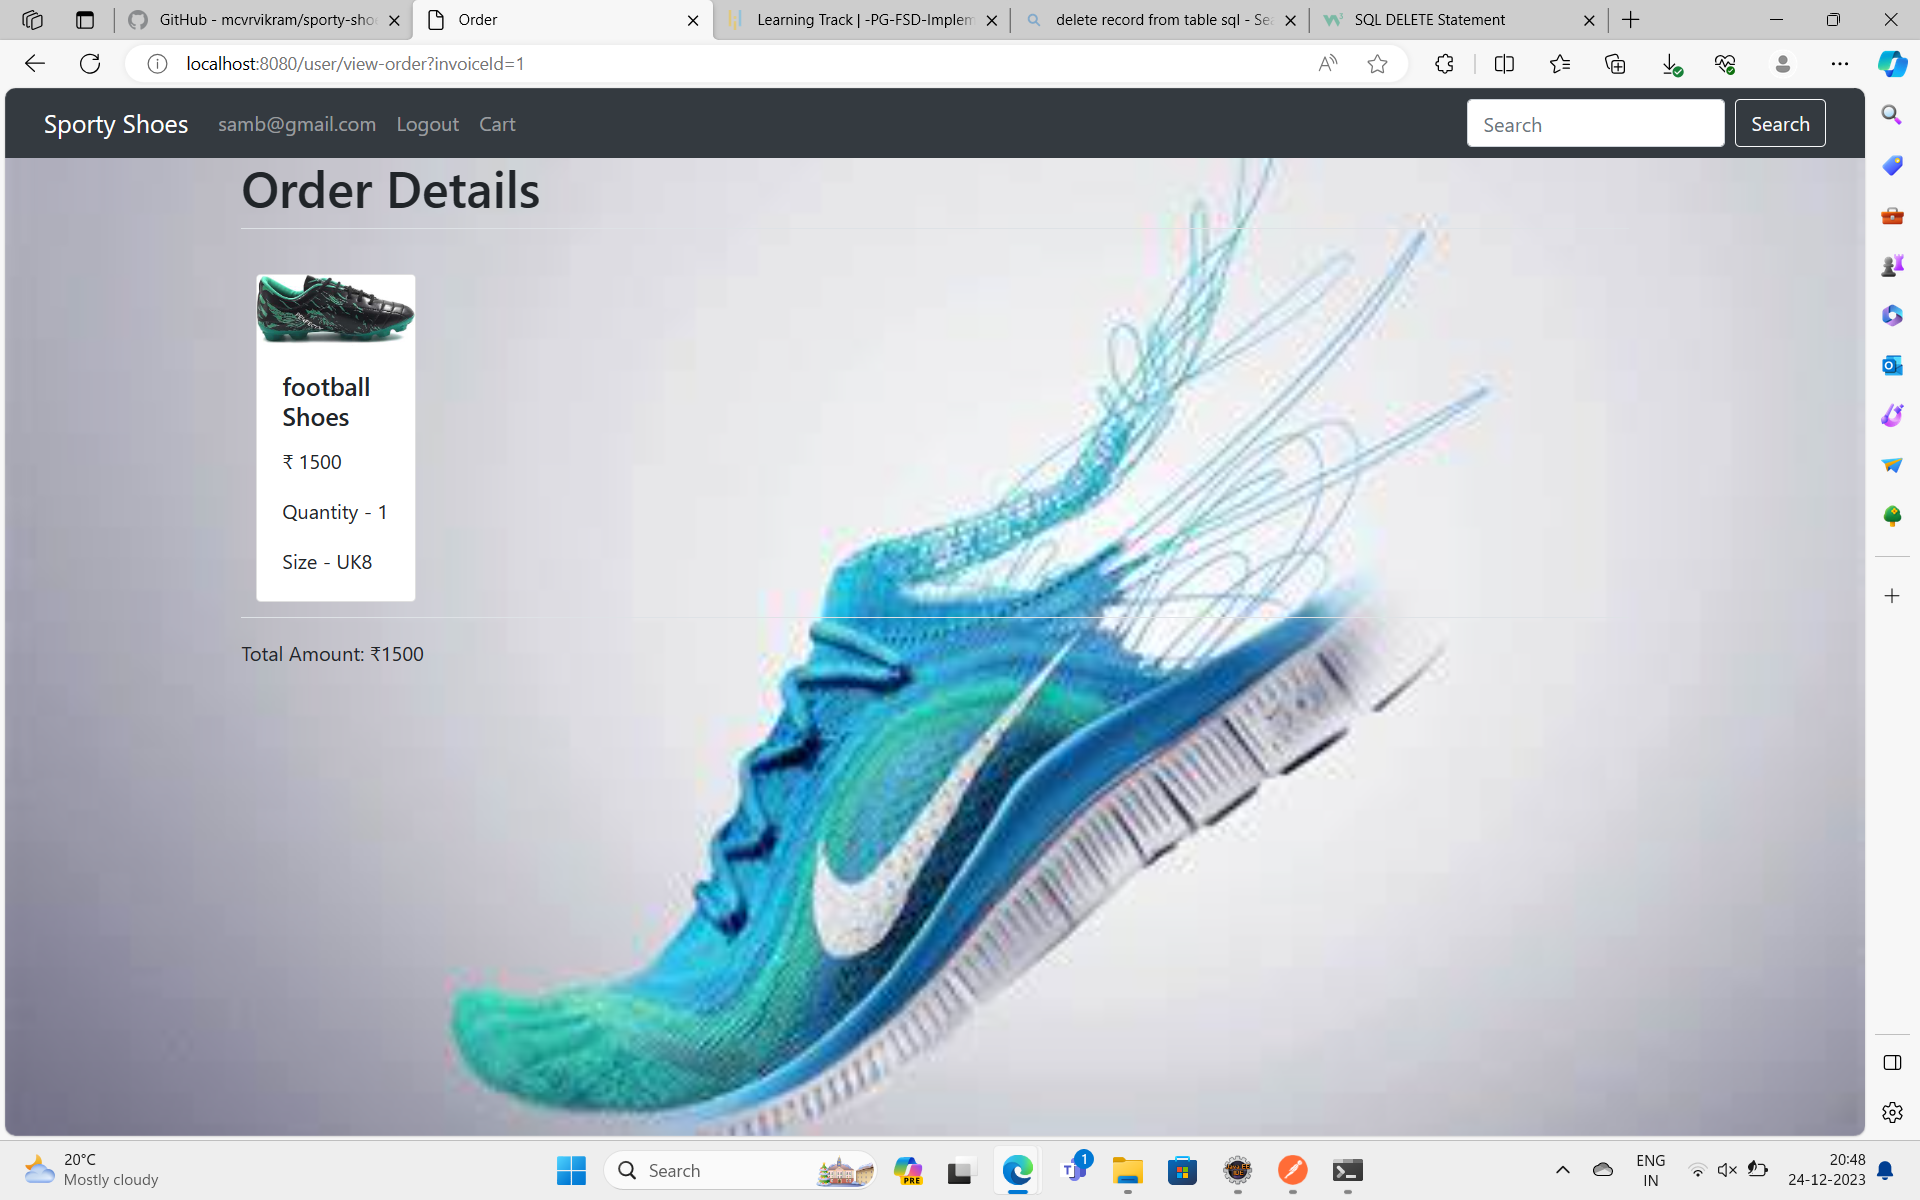 GitHub - mcvrvikram/sporty-sho
Order
Learning Track | -PG-FSD-Implem
delete record from table sql - Sea
SQL DELETE Statement
localhost:8080/user/view-order?invoiceId=1
Sporty Shoes samb@gmail.com Logout Cart Search Search
Order Details
football
Shoes
₹ 1500
Quantity - 1
Size - UK8
Total Amount: ₹1500
20°C
Mostly cloudy
Search
PRE
1
ENG
IN
20:48
24-12-2023